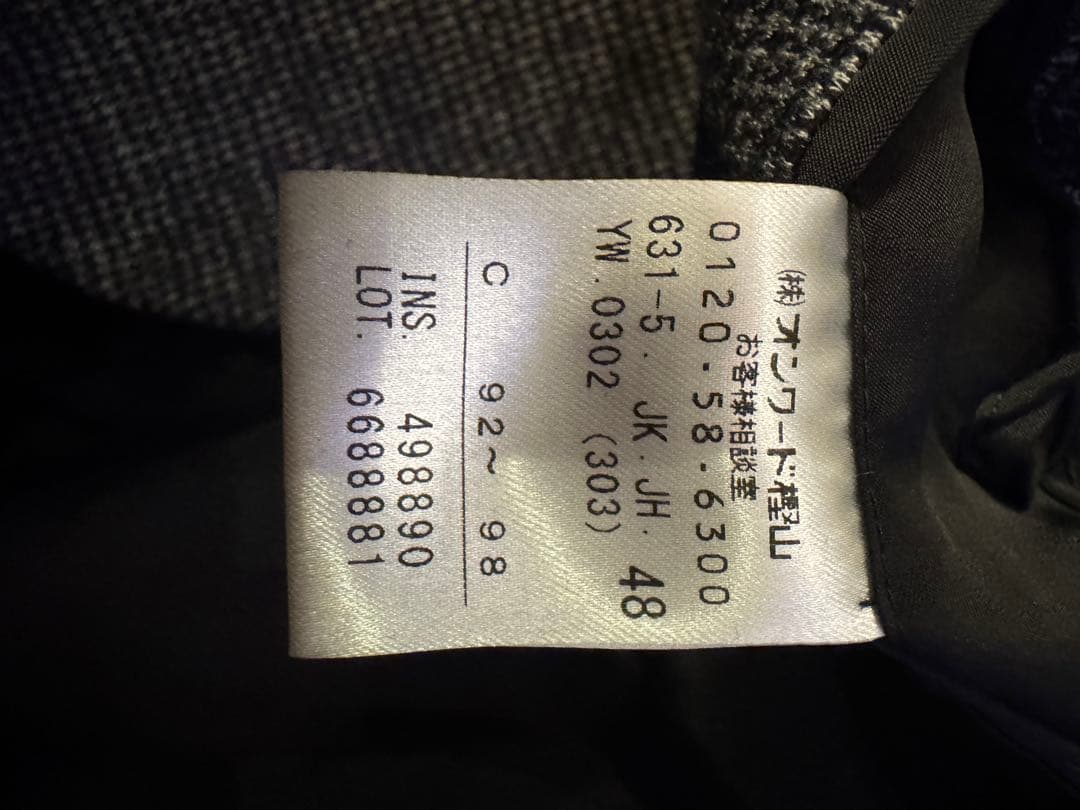 (株)オンワード樫山
お客様相談室
0120-58-6300
631-5. JK. JH. 48
YW. 0302 (303)
C 92~ 98
INS. 498890
LOT. 6688881